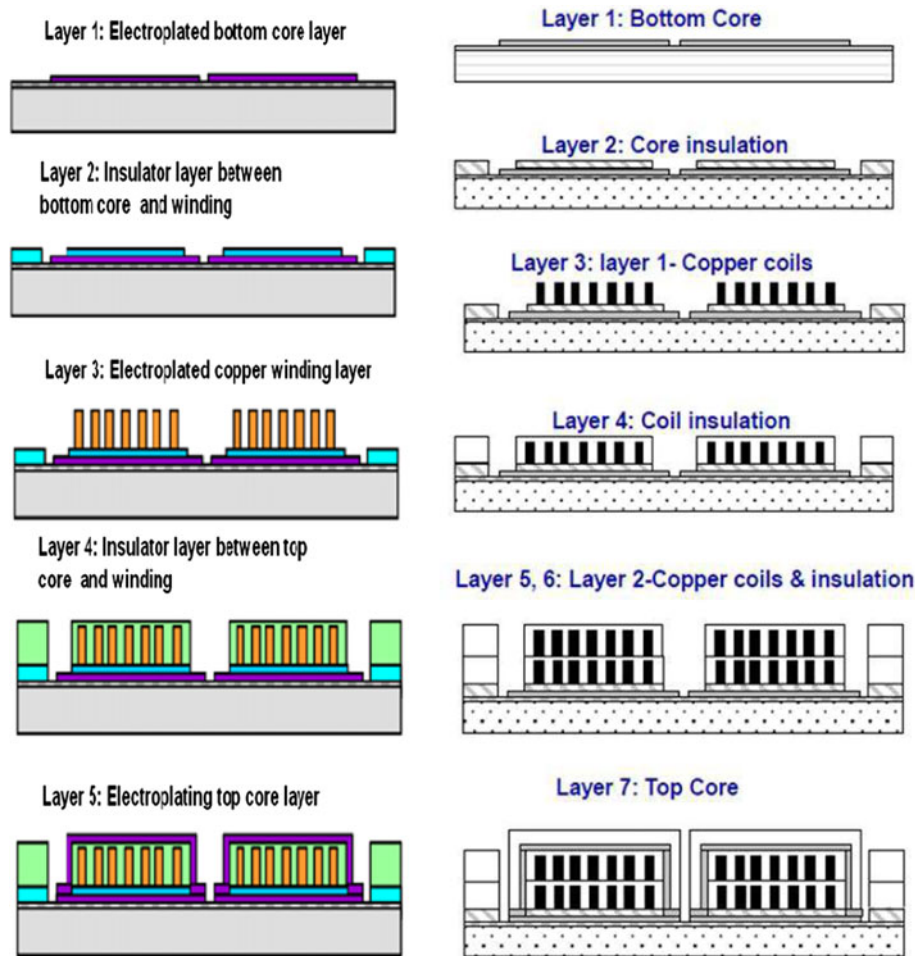 Layer 1: Electroplated bottom core layer
Layer 2: Insulator layer between
bottom core and winding
Layer 3: Electroplated copper winding layer
Layer 4: Insulator layer between top
core and winding
Layer 5: Electroplating top core layer
Layer 1: Bottom Core
Layer 2: Core insulation
Layer 3: layer 1- Copper coils
Layer 4: Coil insulation
Layer 5, 6: Layer 2-Copper coils & insulation
Layer 7: Top Core